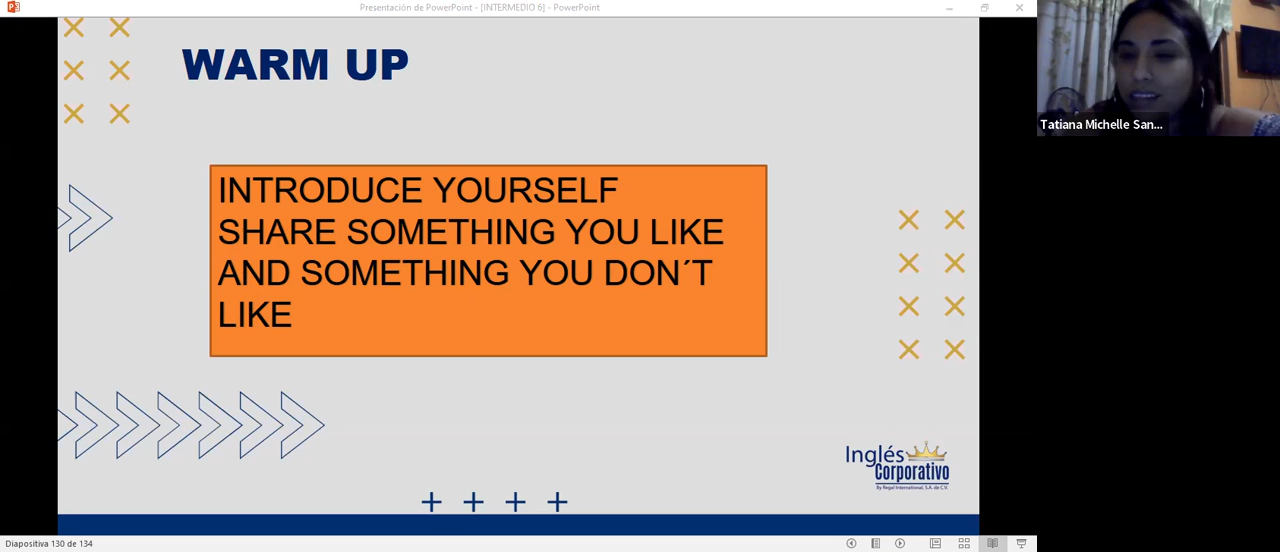 Presentación de PowerPoint - [INTERMEDIO 6] - PowerPoint
WARM UP
INTRODUCE YOURSELF
SHARE SOMETHING YOU LIKE
AND SOMETHING YOU DON´T
LIKE
Inglés
Corporativo
By Regal International, S.A. de C.V.
Diapositiva 130 de 134
Tatiana Michelle San...